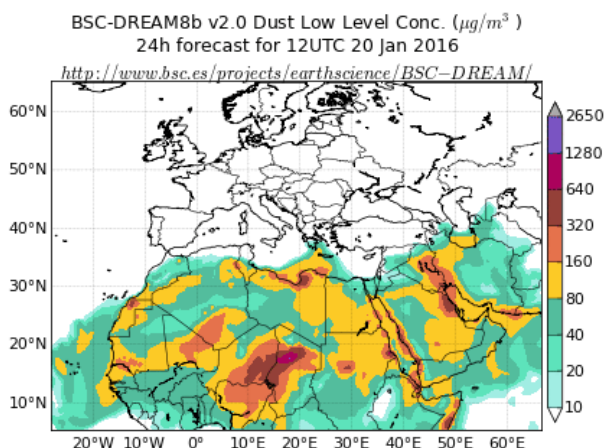 BSC-DREAM8b v2.0 Dust Low Level Conc. (μg/m³ )
24h forecast for 12UTC 20 Jan 2016
http://www.bsc.es/projects/earthscience/BSC−DREAM/
60°N
50°N
40°N
30°N
20°N
10°N
20°W 10°W 0° 10°E 20°E 30°E 40°E 50°E 60°E
2650
1280
640
320
160
80
40
20
10